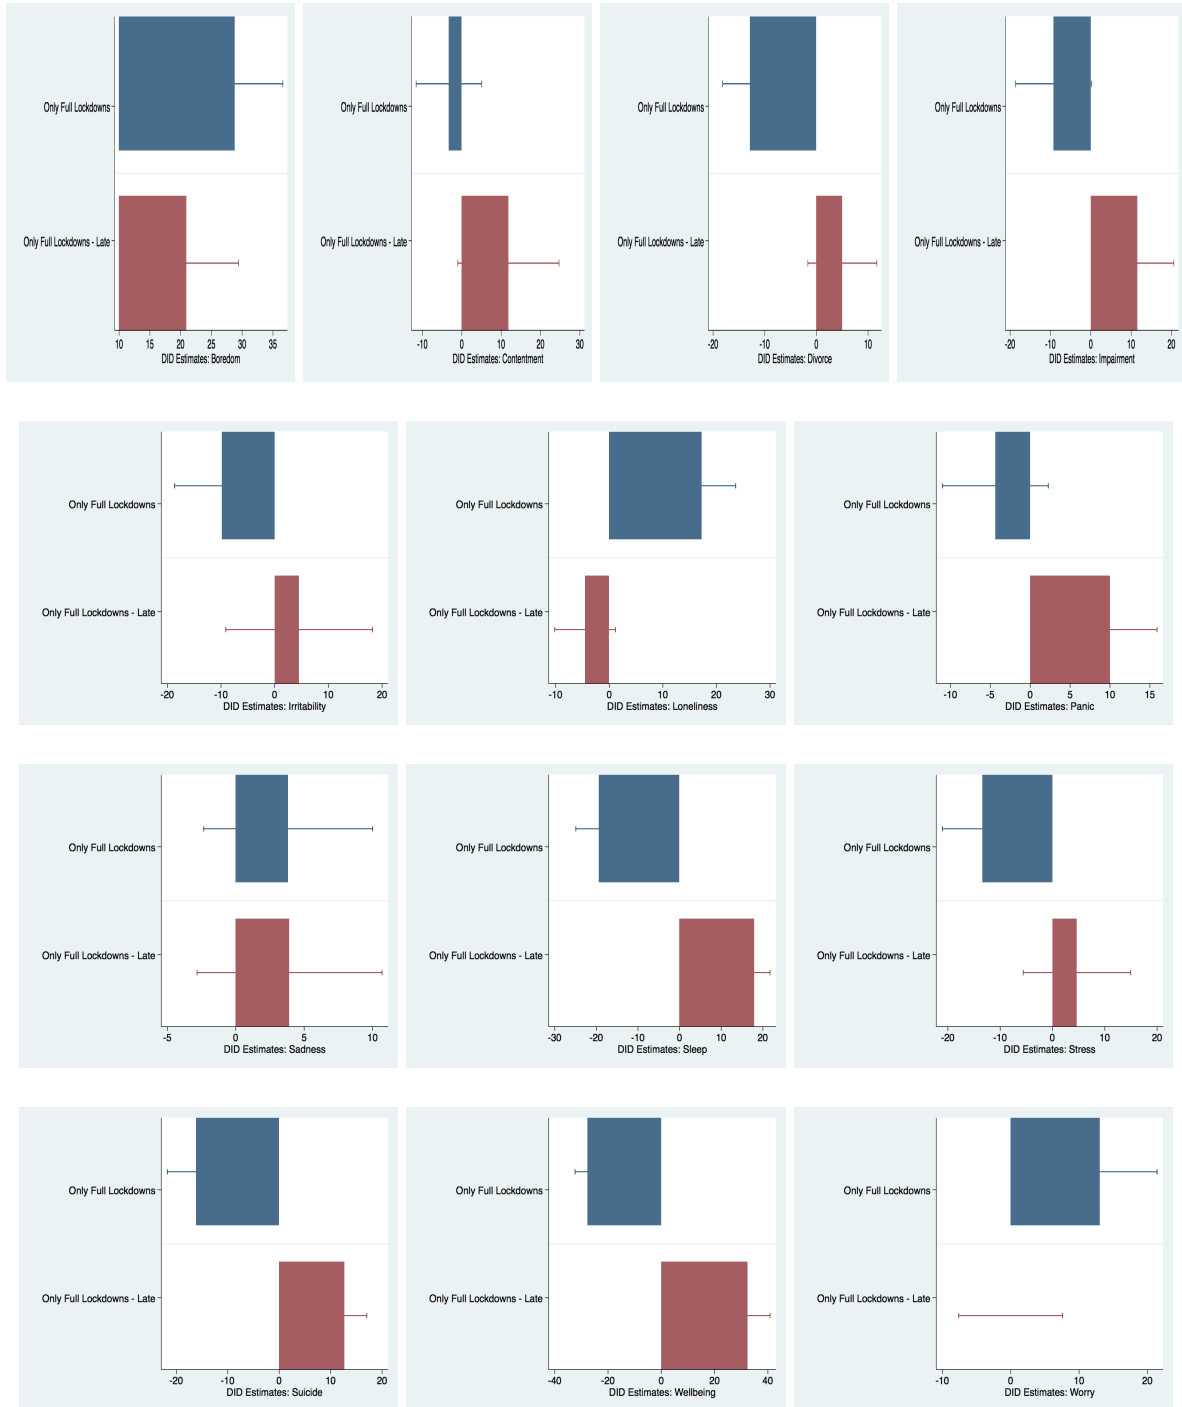 Only Full Lockdowns
Only Full Lockdowns - Late
10 15 20 25 30 35
DID Estimates: Boredom
Only Full Lockdowns
Only Full Lockdowns - Late
-10 0 10 20 30
DID Estimates: Contentment
Only Full Lockdowns
Only Full Lockdowns - Late
-20 -10 0 10
DID Estimates: Divorce
Only Full Lockdowns
Only Full Lockdowns - Late
-20 -10 0 10 20
DID Estimates: Impairment
Only Full Lockdowns
Only Full Lockdowns - Late
-20 -10 0 10 20
DID Estimates: Irritability
Only Full Lockdowns
Only Full Lockdowns - Late
-10 0 10 20 30
DID Estimates: Loneliness
Only Full Lockdowns
Only Full Lockdowns - Late
-10 -5 0 5 10 15
DID Estimates: Panic
Only Full Lockdowns
Only Full Lockdowns - Late
-5 0 5 10
DID Estimates: Sadness
Only Full Lockdowns
Only Full Lockdowns - Late
-30 -20 -10 0 10 20
DID Estimates: Sleep
Only Full Lockdowns
Only Full Lockdowns - Late
-20 -10 0 10 20
DID Estimates: Stress
Only Full Lockdowns
Only Full Lockdowns - Late
-20 -10 0 10 20
DID Estimates: Suicide
Only Full Lockdowns
Only Full Lockdowns - Late
-40 -20 0 20 40
DID Estimates: Wellbeing
Only Full Lockdowns
Only Full Lockdowns - Late
-10 0 10 20
DID Estimates: Worry